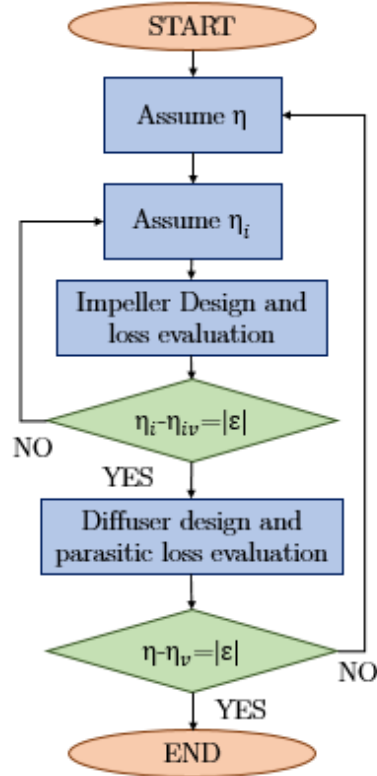 START
Assume η
Assume ηᵢ
Impeller Design and
loss evaluation
ηᵢ-ηᵢᵥ=|ε|
NO
YES
Diffuser design and
parasitic loss evaluation
η-ηᵥ=|ε|
NO
YES
END